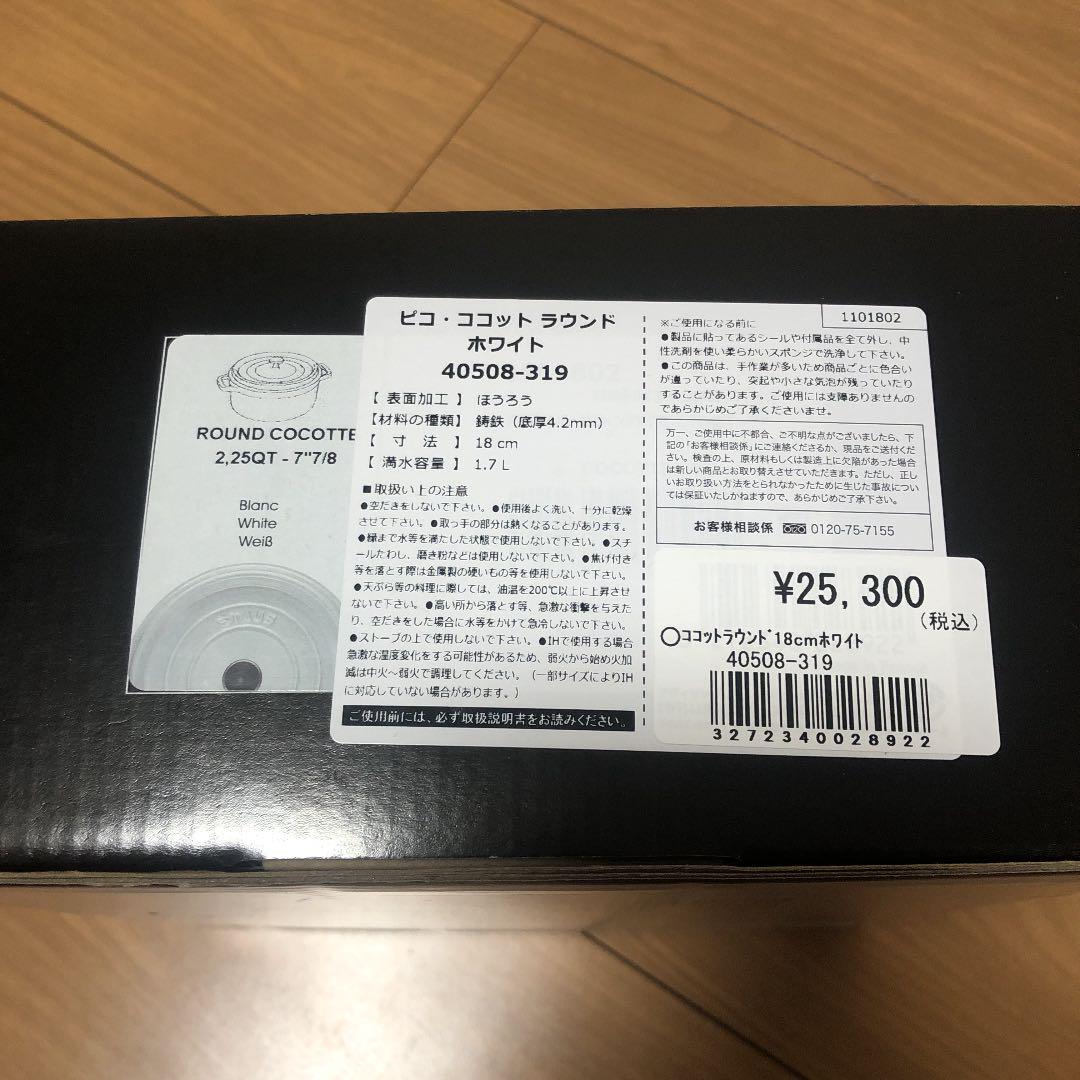 ROUND COCOTTE
2,25QT - 7"7/8
Blanc
White
Weiß
STAUB
ピコ・ココット ラウンド
ホワイト
40508-319
【 表面加工 】 ほうろう
【材料の種類】 鋳鉄（底厚4.2mm）
【 寸 法 】 18 cm
【 満水容量 】 1.7 L
■取扱い上の注意
●空だきをしないで下さい。●使用後よく洗い、十分に乾燥
させて下さい。●取っ手の部分は熱くなることがあります。
●縁まで水等を満たした状態で使用しないで下さい。●スチ
ールたわし、磨き粉などは使用しないで下さい。●焦げ付き
等を落とす際は金属製の硬いもの等を使用しないで下さい。
●天ぷら等の料理に際しては、油温を200℃以上に上昇させ
ないで下さい。●高い所から落とす等、急激な衝撃を与えた
り、空だきをした場合に水等をかけて急冷しないで下さい。
●ストーブの上で使用しないで下さい。●IHで使用する場合
急激な温度変化をする可能性があるため、弱火から始め火加
減は中火～弱火で調理してください。（一部サイズによりIH
に対応していない場合があります。）
ご使用前には、必ず取扱説明書をお読みください。
1101802
※ご使用になる前に
●製品に貼ってあるシールや付属品を全て外し、中
性洗剤を使い柔らかいスポンジで洗浄して下さい。
●この商品は、手作業が多いため商品ごとに色合い
が違っていたり、突起や小さな気泡が残っていたり
することがあります。ご使用には支障ありませんの
であらかじめご了承くださいませ。
万一、ご使用中に不都合、ご不明な点がございましたら、下
記の「お客様相談係」にご連絡くださるか、現品をご送付くださ
い。検査の上、原材料もしくは製造上に欠陥があった場合
は新しい商品とお取り替えさせていただきます。ただし、正し
いお取り扱い方法をとられなかったために生じた事故につい
ては保証いたしかねますので、あらかじめご了承下さい。
お客様相談係 0120-75-7155
¥25,300
(税込)
○ココットラウンド18cmホワイト
40508-319
3272340028922